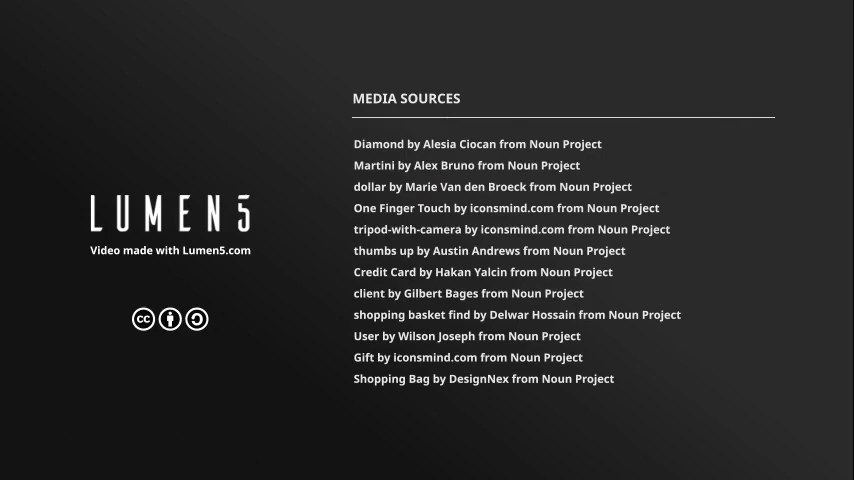 LUMEN5
Video made with Lumen5.com
cc
MEDIA SOURCES
Diamond by Alesia Ciocan from Noun Project
Martini by Alex Bruno from Noun Project
dollar by Marie Van den Broeck from Noun Project
One Finger Touch by iconsmind.com from Noun Project
tripod-with-camera by iconsmind.com from Noun Project
thumbs up by Austin Andrews from Noun Project
Credit Card by Hakan Yalcin from Noun Project
client by Gilbert Bages from Noun Project
shopping basket find by Delwar Hossain from Noun Project
User by Wilson Joseph from Noun Project
Gift by iconsmind.com from Noun Project
Shopping Bag by DesignNex from Noun Project